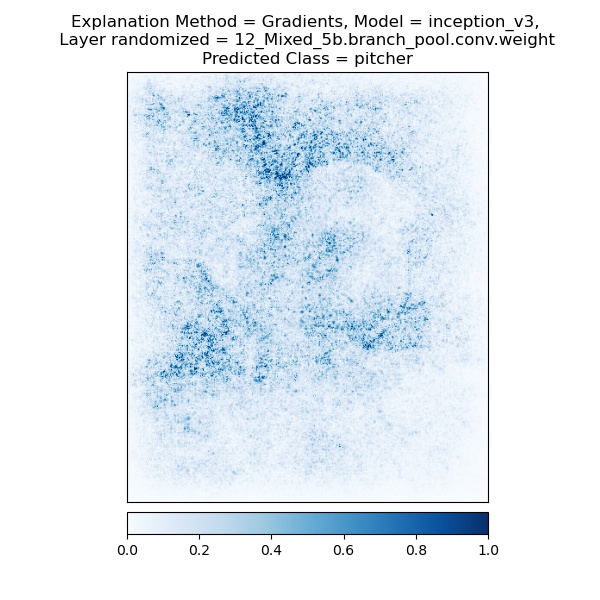 Explanation Method = Gradients, Model = inception_v3,
Layer randomized = 12_Mixed_5b.branch_pool.conv.weight
Predicted Class = pitcher
0.0 0.2 0.4 0.6 0.8 1.0